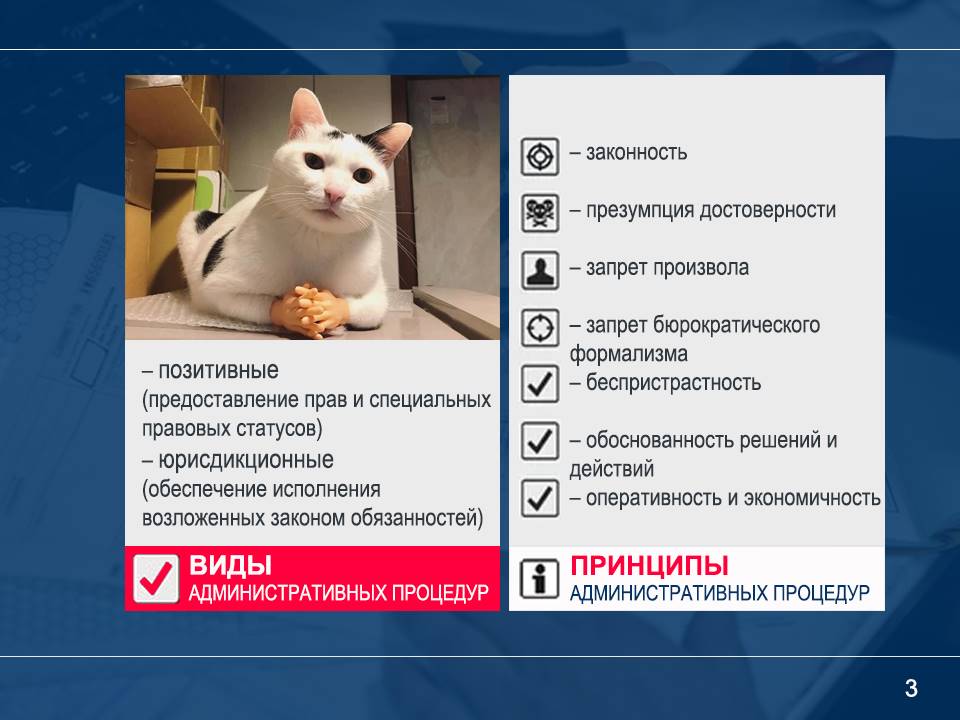 – позитивные
(предоставление прав и специальных
правовых статусов)
– юрисдикционные
(обеспечение исполнения
возложенных законом обязанностей)
ВИДЫ
АДМИНИСТРАТИВНЫХ ПРОЦЕДУР
– законность
– презумпция достоверности
– запрет произвола
– запрет бюрократического
формализма
– беспристрастность
– обоснованность решений и
действий
– оперативность и экономичность
ПРИНЦИПЫ
АДМИНИСТРАТИВНЫХ ПРОЦЕДУР
3